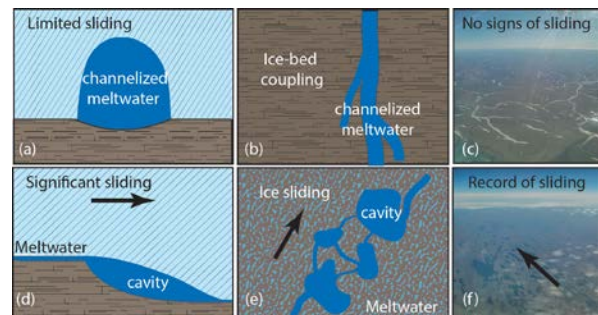 Limited sliding
channelized
meltwater
(a)
Ice-bed
coupling
channelized
meltwater
(b)
No signs of sliding
(c)
Significant sliding
Meltwater
cavity
(d)
Ice sliding
cavity
Meltwater
(e)
Record of sliding
(f)